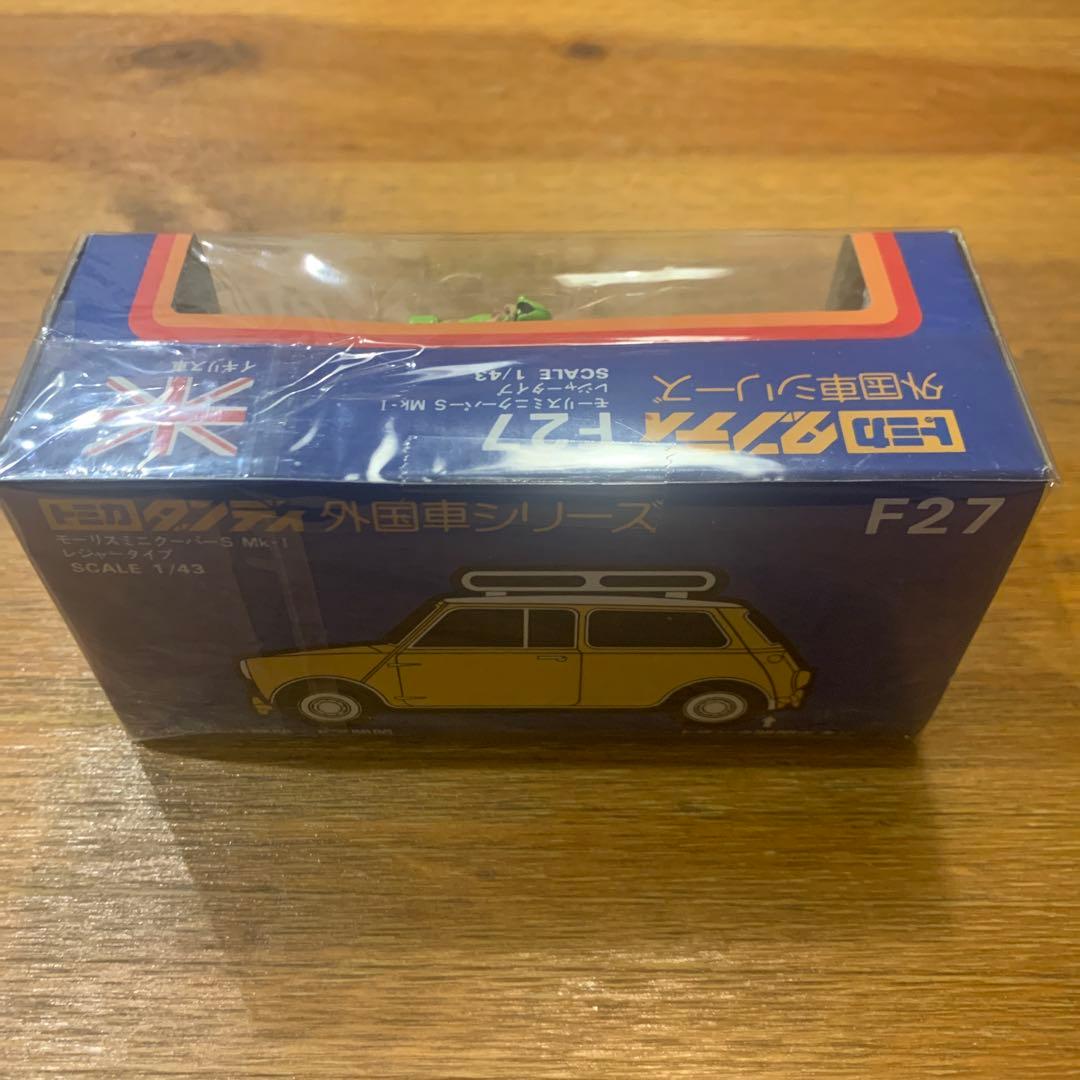 イギリス車
トミカ ダンディ F27
外国車シリーズ
モーリスミニクーパーS Mk-I
レジャータイプ
SCALE 1/43
トミカ ダンディ 外国車シリーズ F27
モーリスミニクーパーS Mk-I
レジャータイプ
SCALE 1/43